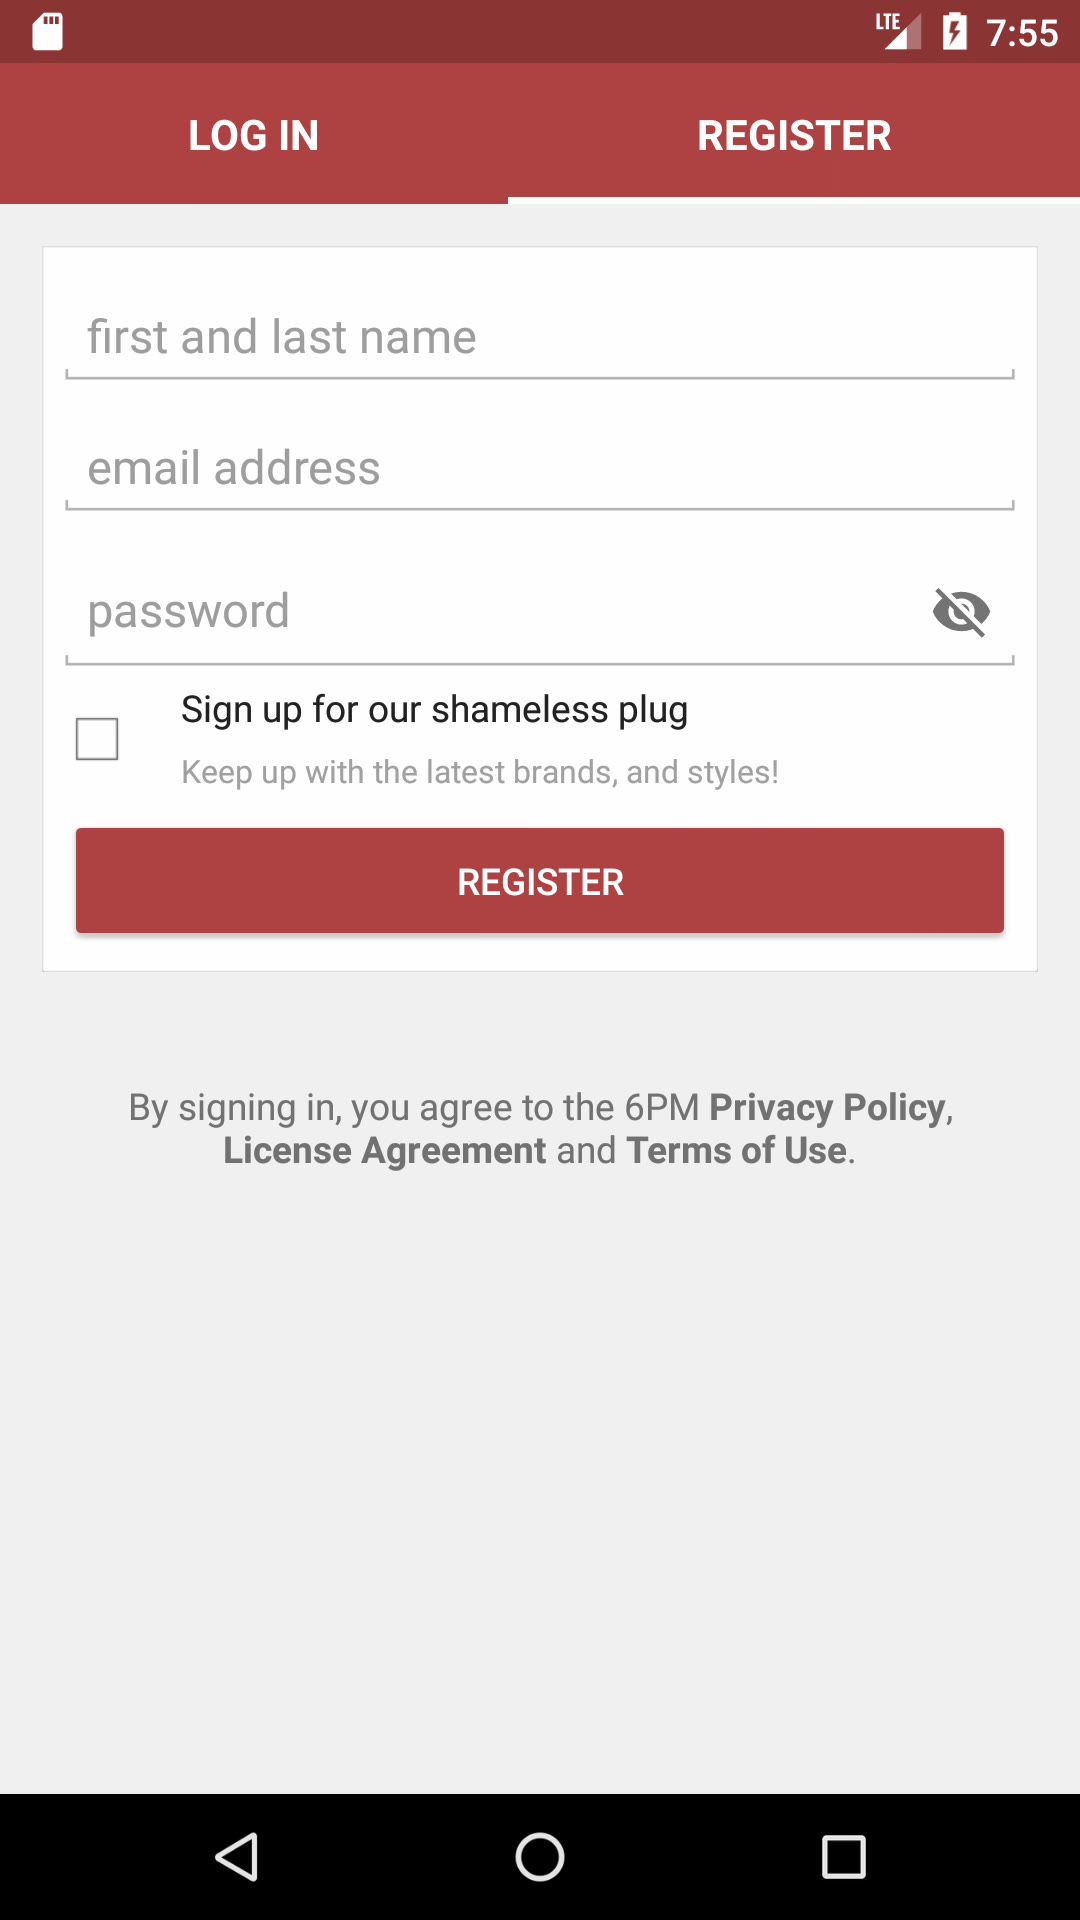 LTE 7:55
LOG IN REGISTER
first and last name
email address
password
Sign up for our shameless plug
Keep up with the latest brands, and styles!
REGISTER
By signing in, you agree to the 6PM Privacy Policy,
License Agreement and Terms of Use.